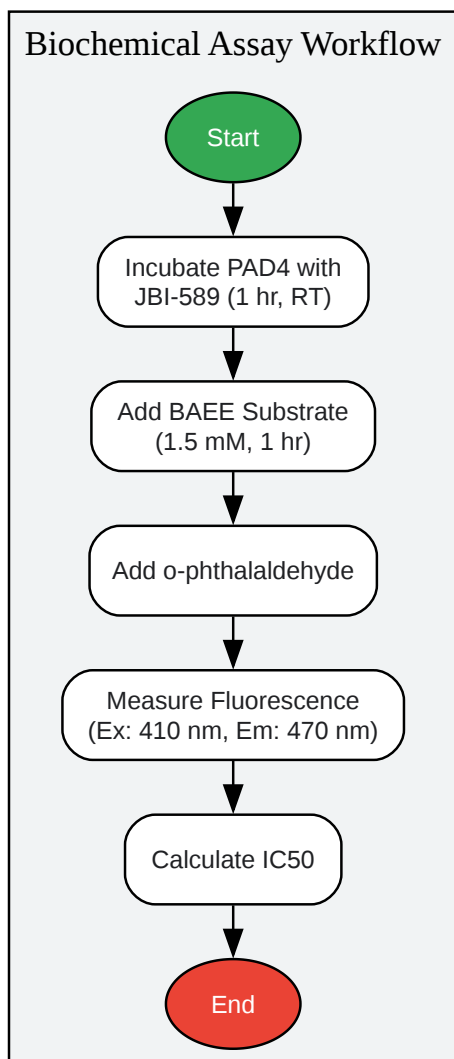 Biochemical Assay Workflow
Start
Incubate PAD4 with
JBI-589 (1 hr, RT)
Add BAEE Substrate
(1.5 mM, 1 hr)
Add o-phthalaldehyde
Measure Fluorescence
(Ex: 410 nm, Em: 470 nm)
Calculate IC50
End